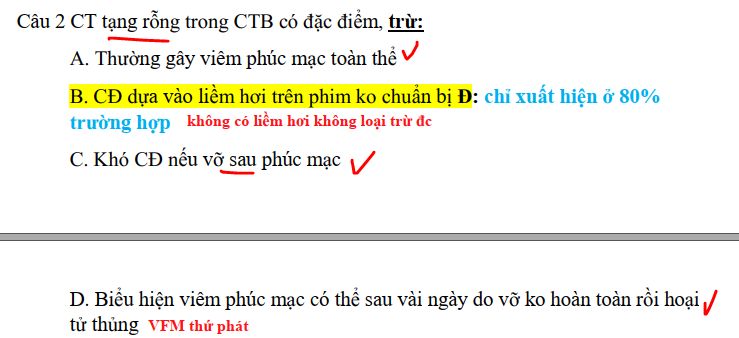 Câu 2 CT tạng rỗng trong CTB có đặc điểm, trừ:
A. Thường gây viêm phúc mạc toàn thể
B. CĐ dựa vào liềm hơi trên phim ko chuẩn bị Đ: chỉ xuất hiện ở 80%
trường hợp không có liềm hơi không loại trừ đc
C. Khó CĐ nếu vỡ sau phúc mạc
D. Biểu hiện viêm phúc mạc có thể sau vài ngày do vỡ ko hoàn toàn rồi hoại
tử thủng VFM thứ phát